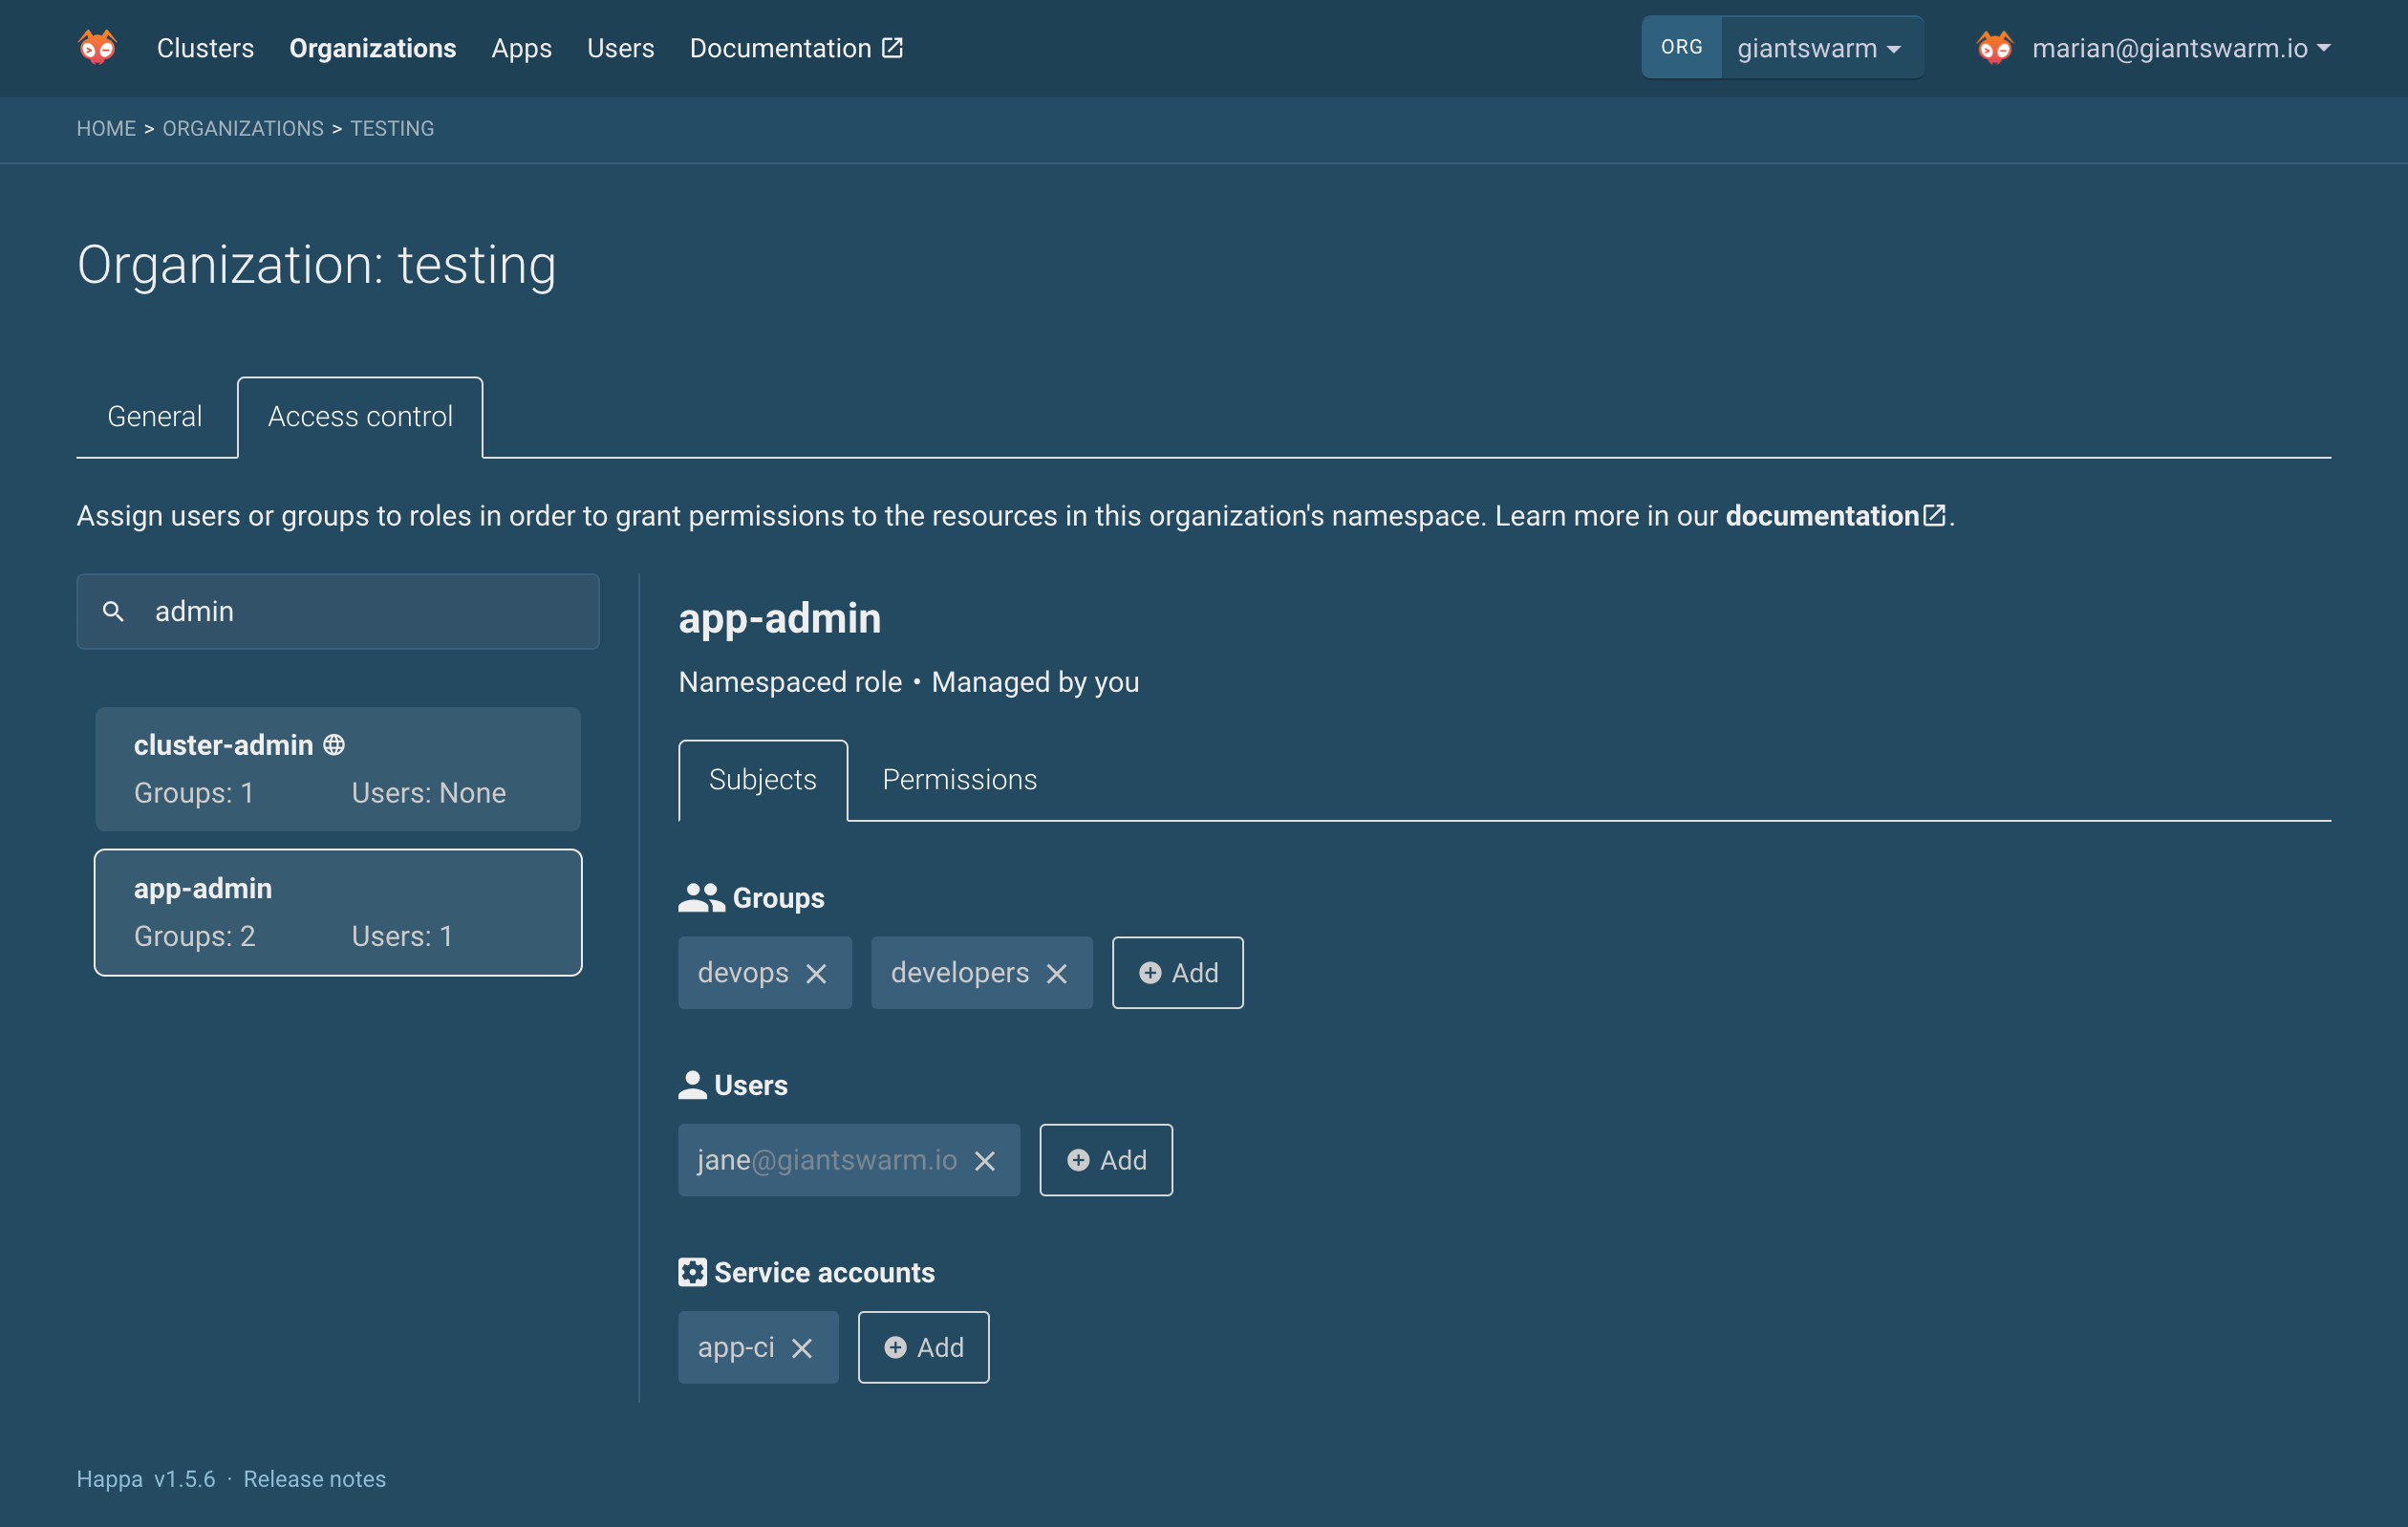 Clusters Organizations Apps Users Documentation ORG giantswarm marian@giantswarm.io
HOME > ORGANIZATIONS > TESTING
Organization: testing
General Access control
Assign users or groups to roles in order to grant permissions to the resources in this organization's namespace. Learn more in our documentation.
admin
cluster-admin
Groups: 1 Users: None
app-admin
Groups: 2 Users: 1
app-admin
Namespaced role • Managed by you
Subjects Permissions
Groups
devops developers Add
Users
jane@giantswarm.io Add
Service accounts
app-ci Add
Happa v1.5.6 · Release notes